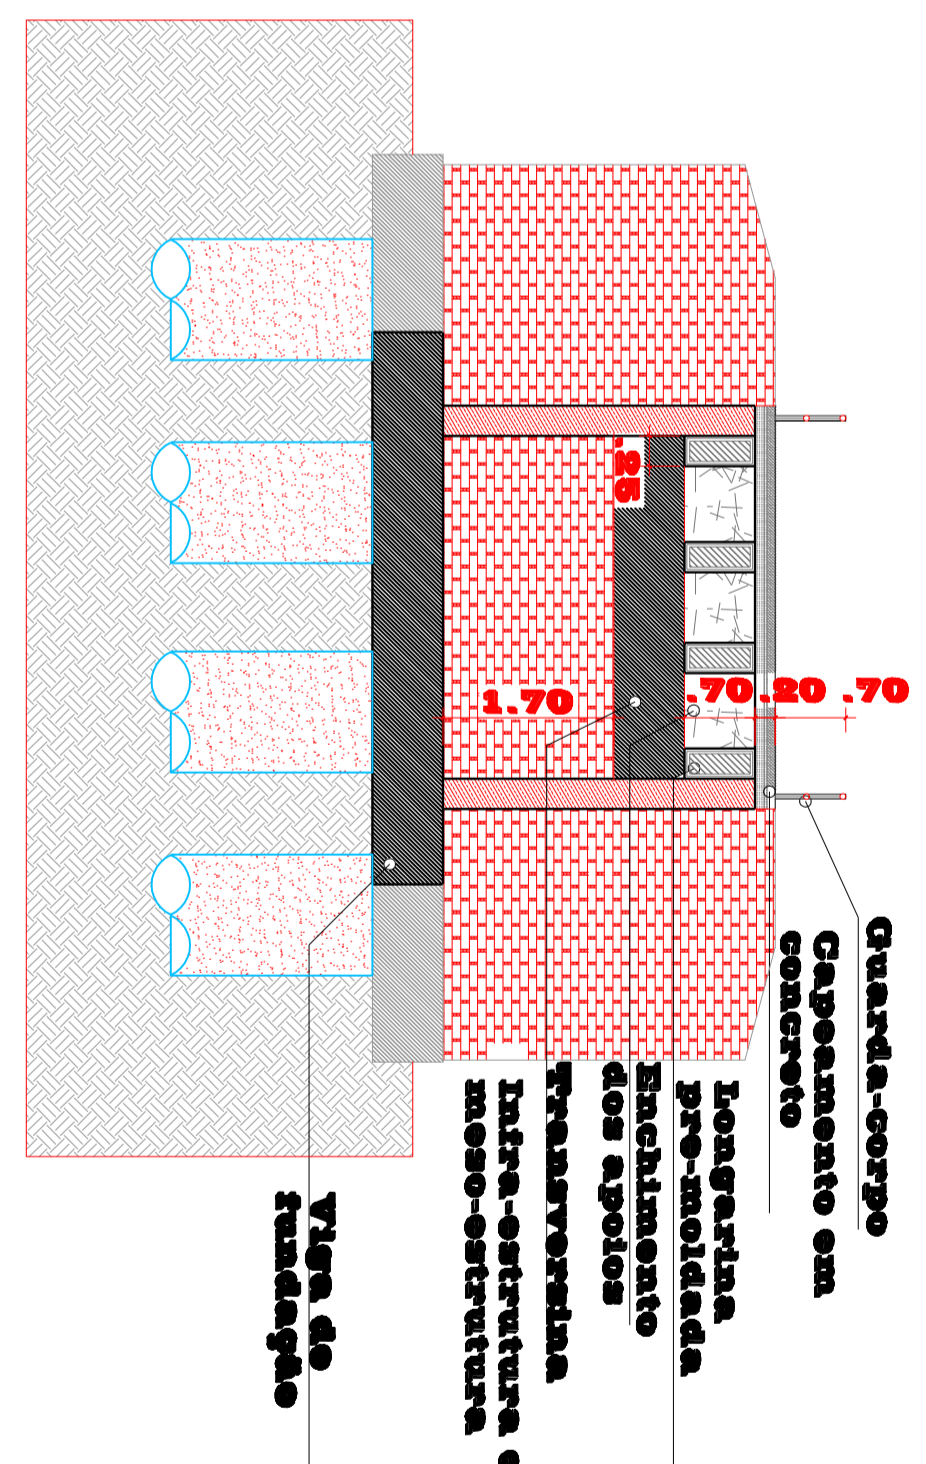 Guarda-corpo
Capeamento em
concreto
Longarina
pre-moldada
Enchimento
dos apoios
Transversina
Infra-estrutura e
meso-estrutura
Viga de
fundação
.25
1.70
.70
.20
.70